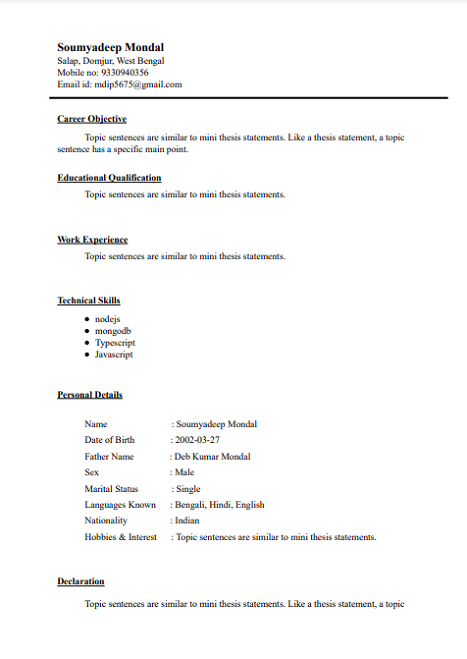 Soumyadeep Mondal
Salap, Domjur, West Bengal
Mobile no: 9330940356
Email id: mdip5675@gmail.com
Career Objective
Topic sentences are similar to mini thesis statements. Like a thesis statement, a topic
sentence has a specific main point.
Educational Qualification
Topic sentences are similar to mini thesis statements.
Work Experience
Topic sentences are similar to mini thesis statements.
Technical Skills
• nodejs
• mongodb
• Typescript
• Javascript
Personal Details
Name : Soumyadeep Mondal
Date of Birth : 2002-03-27
Father Name : Deb Kumar Mondal
Sex : Male
Marital Status : Single
Languages Known : Bengali, Hindi, English
Nationality : Indian
Hobbies & Interest : Topic sentences are similar to mini thesis statements.
Declaration
Topic sentences are similar to mini thesis statements. Like a thesis statement, a topic